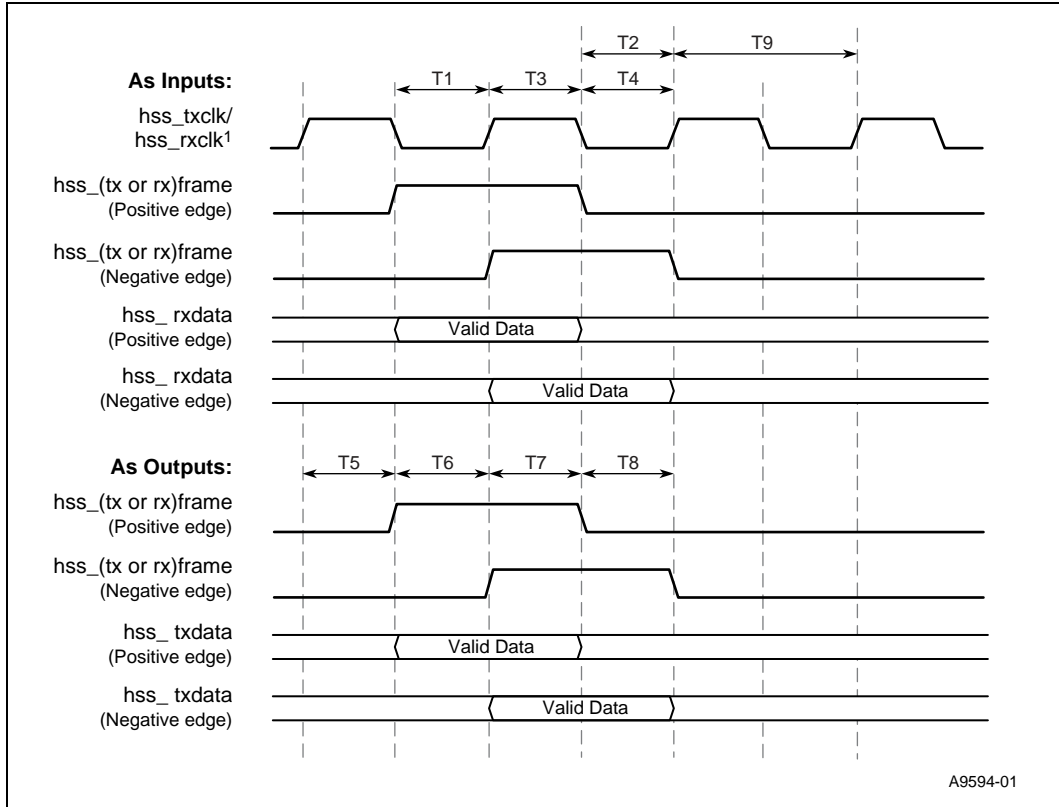 T2 T9
As Inputs: T1 T3 T4
hss_txclk/
hss_rxclk1
hss_(tx or rx)frame
(Positive edge)
hss_(tx or rx)frame
(Negative edge)
hss_ rxdata
(Positive edge)
Valid Data
hss_ rxdata
(Negative edge)
Valid Data
As Outputs: T5 T6 T7 T8
hss_(tx or rx)frame
(Positive edge)
hss_(tx or rx)frame
(Negative edge)
hss_ txdata
(Positive edge)
Valid Data
hss_ txdata
(Negative edge)
Valid Data
A9594-01